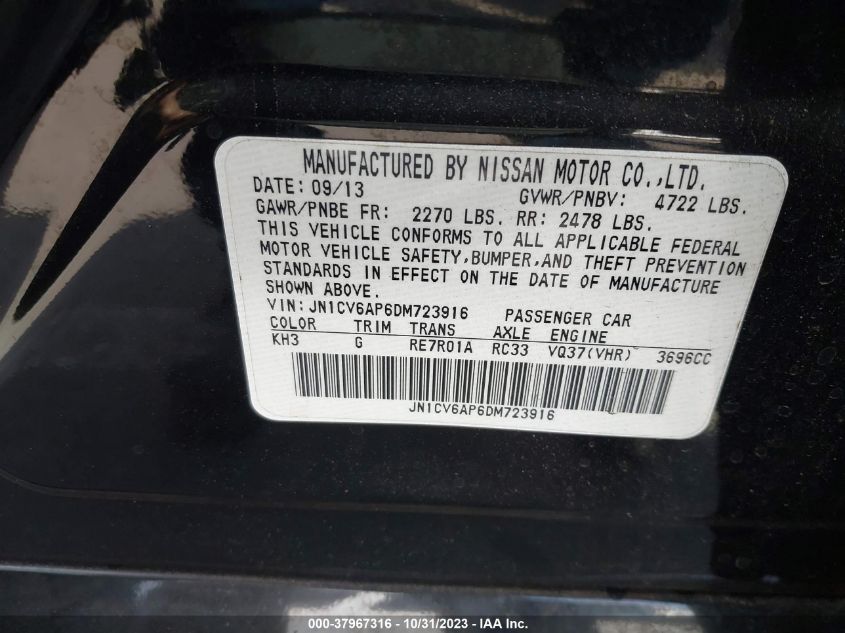 MANUFACTURED BY NISSAN MOTOR CO.,LTD.
DATE: 09/13 GVWR/PNBV: 4722 LBS.
GAWR/PNBE FR: 2270 LBS. RR: 2478 LBS.
THIS VEHICLE CONFORMS TO ALL APPLICABLE FEDERAL
MOTOR VEHICLE SAFETY,BUMPER,AND THEFT PREVENTION
STANDARDS IN EFFECT ON THE DATE OF MANUFACTURE
SHOWN ABOVE.
VIN:JN1CV6AP6DM723916 PASSENGER CAR
COLOR TRIM TRANS AXLE ENGINE
KH3 G RE7R01A RC33 VQ37(VHR) 3696CC
JN1CV6AP6DM723916
000-37967316 - 10/31/2023 - IAA Inc.